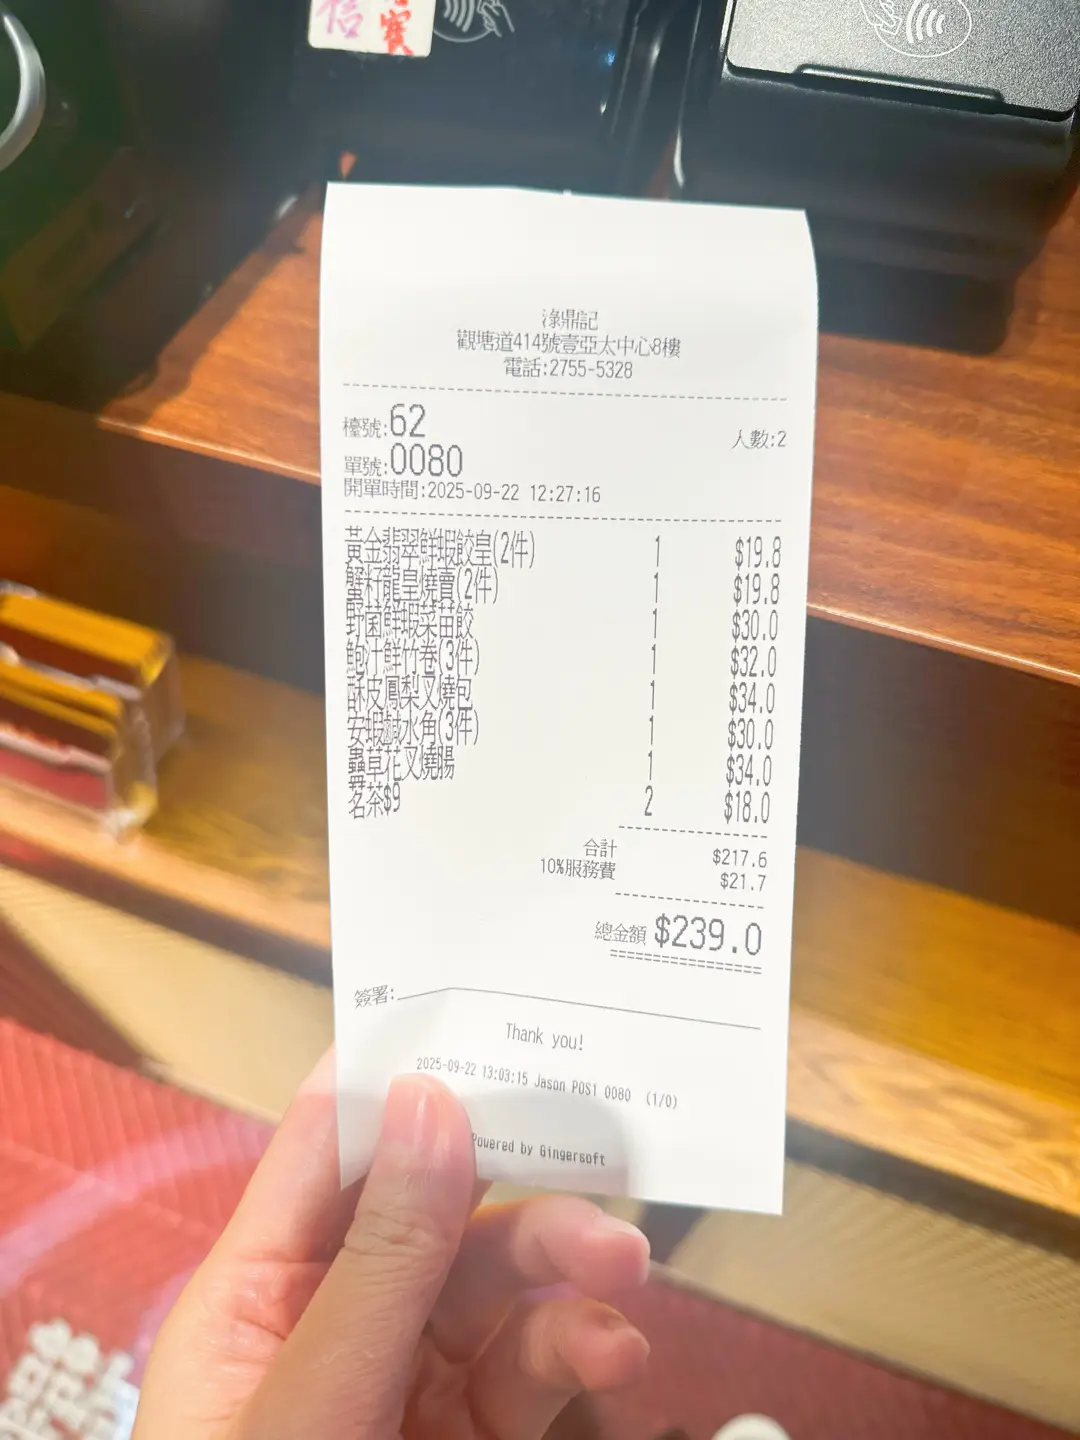 信
淥鼎記
觀塘道414號壹亞太中心8樓
電話:2755-5328
檯號:62 人數:2
單號:0080
開單時間:2025-09-22 12:27:16
黃金翡翠鮮蝦餃皇(2件) 1 $19.8
蟹籽龍皇燒賣(2件) 1 $19.8
野菌鮮蝦菜苗餃 1 $30.0
鮑汁鮮竹卷(3件) 1 $32.0
酥皮鳳梨叉燒包 1 $34.0
安蝦鹹水角(3件) 1 $30.0
蟲草花叉燒腸 1 $34.0
茗茶$9 2 $18.0
合計 $217.6
10%服務費 $21.7
總金額 $239.0
簽署:
Thank you!
2025-09-22 13:03:15 Jason POS1 0080 (1/0)
Powered by Gingersoft